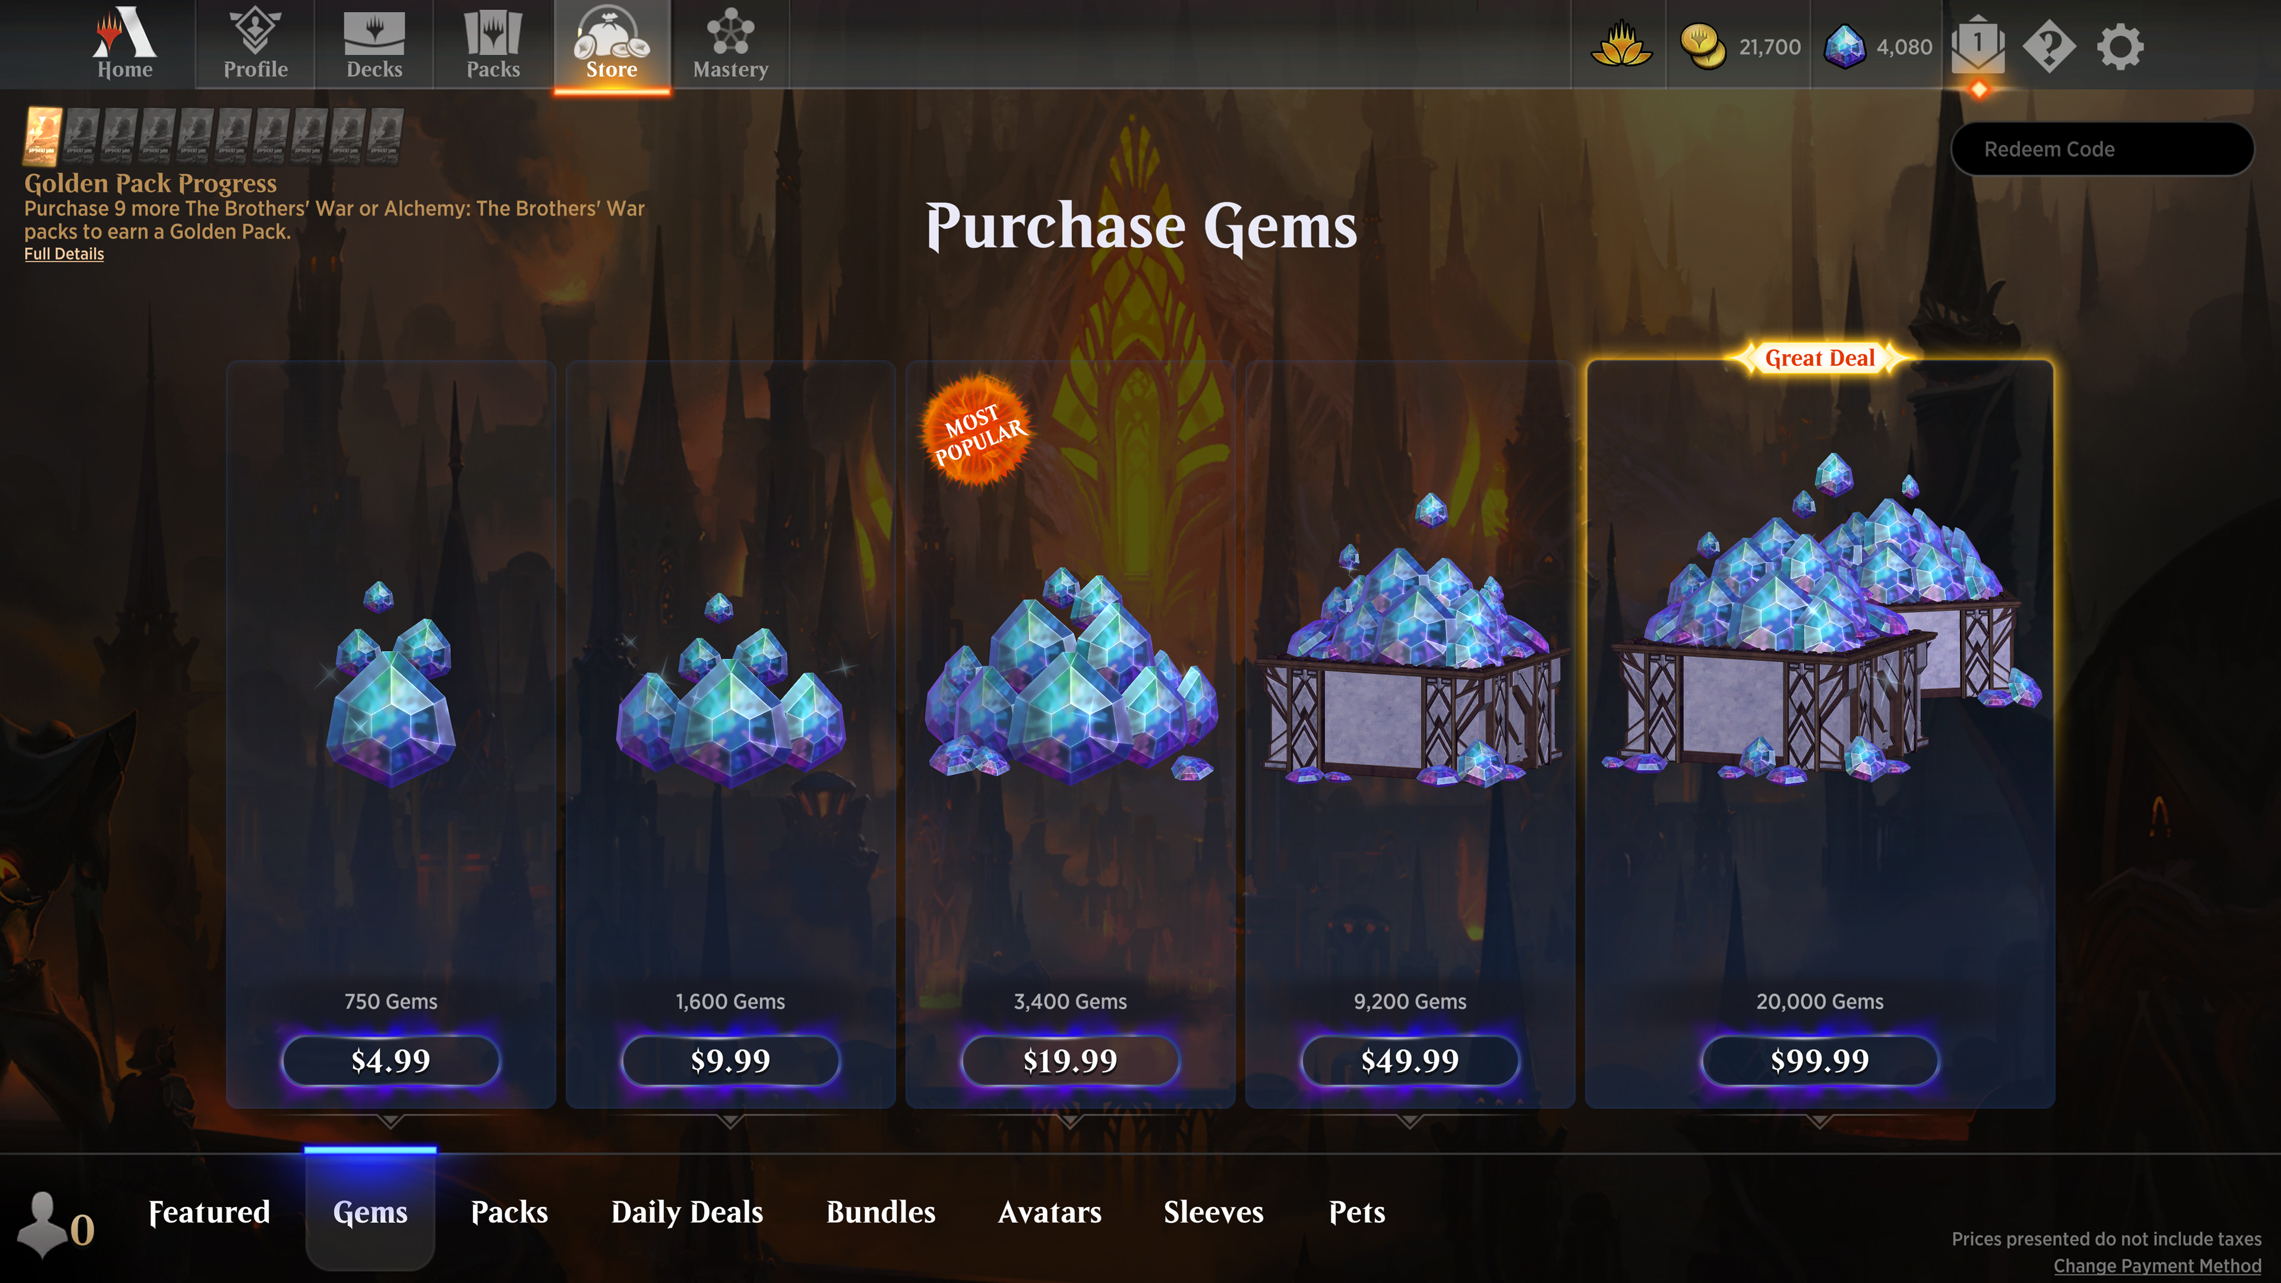 Home
Profile
Decks
Packs
Store
Mastery
21,700
4,080
1
Redeem Code
Golden Pack Progress
Purchase 9 more The Brothers' War or Alchemy: The Brothers' War
packs to earn a Golden Pack.
Full Details
Purchase Gems
MOST
POPULAR
Great Deal
750 Gems
1,600 Gems
3,400 Gems
9,200 Gems
20,000 Gems
$4.99
$9.99
$19.99
$49.99
$99.99
0
Featured
Gems
Packs
Daily Deals
Bundles
Avatars
Sleeves
Pets
Prices presented do not include taxes
Change Payment Method